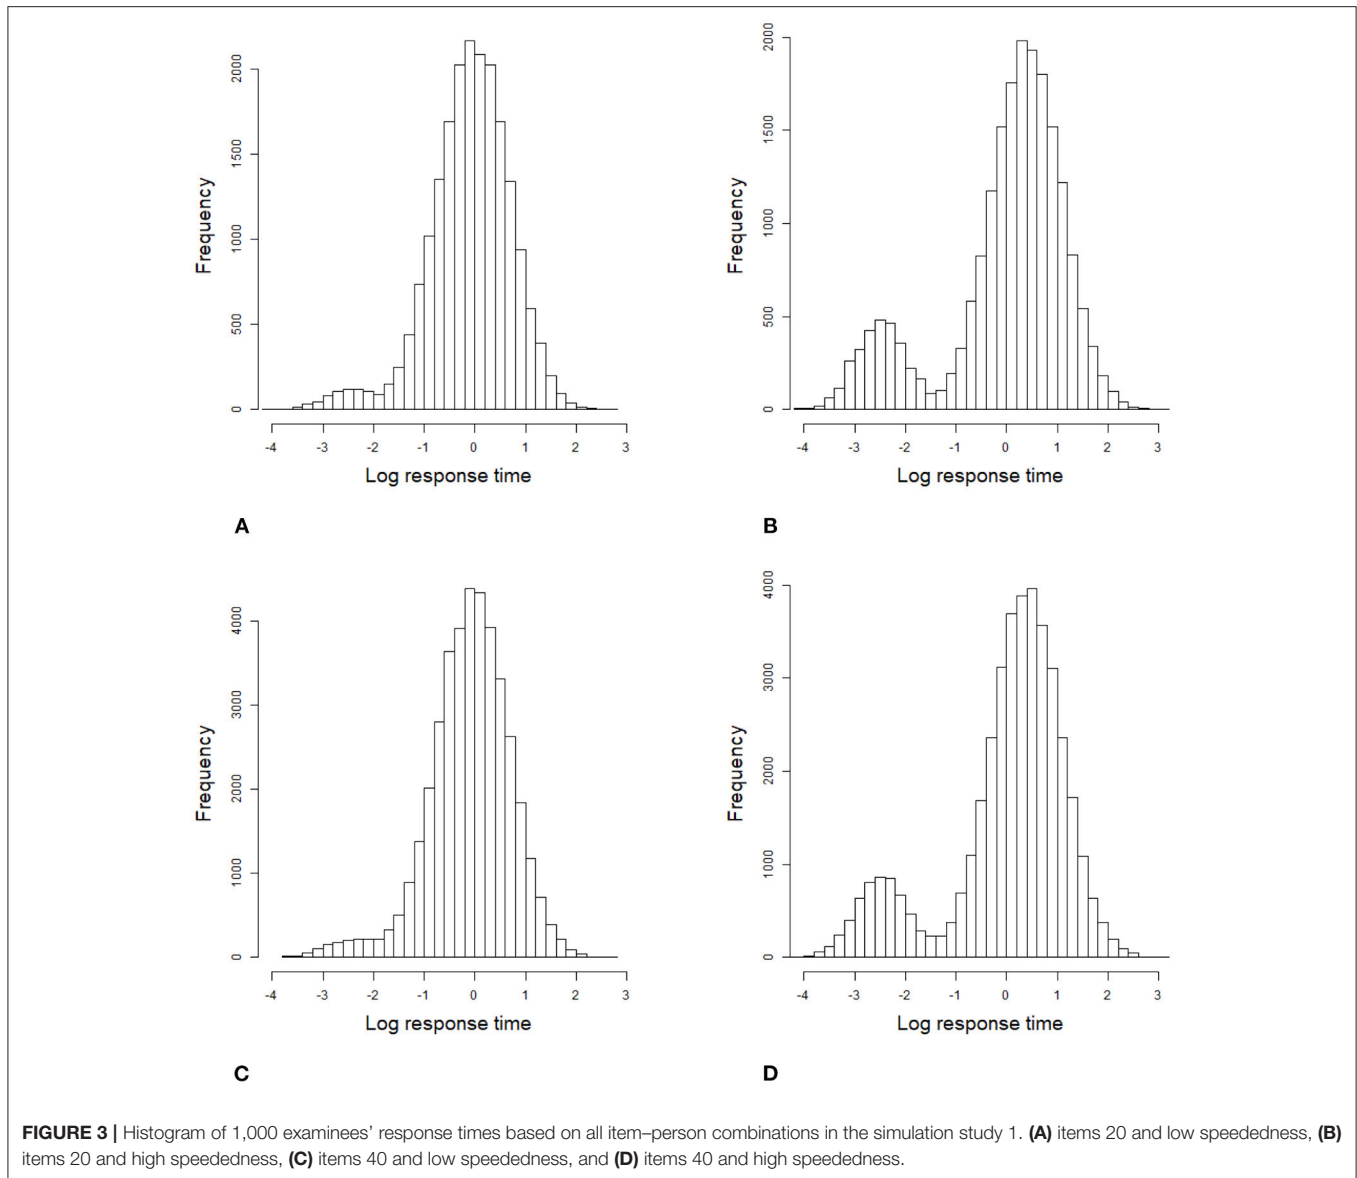 Frequency
2000
1500
1000
500
0
-4 -3 -2 -1 0 1 2 3
Log response time
A
Frequency
2000
1500
1000
500
0
-4 -3 -2 -1 0 1 2 3
Log response time
B
Frequency
4000
3000
2000
1000
0
-4 -3 -2 -1 0 1 2 3
Log response time
C
Frequency
4000
3000
2000
1000
0
-4 -3 -2 -1 0 1 2 3
Log response time
D
FIGURE 3 | Histogram of 1,000 examinees' response times based on all item–person combinations in the simulation study 1. (A) items 20 and low speededness, (B)
items 20 and high speededness, (C) items 40 and low speededness, and (D) items 40 and high speededness.